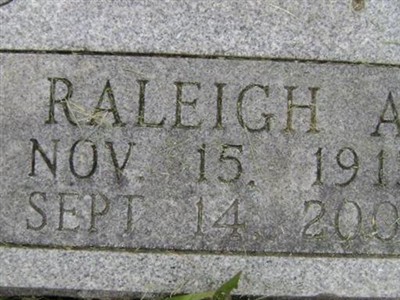 RALEIGH A
NOV. 15. 191
SEPT. 14. 200